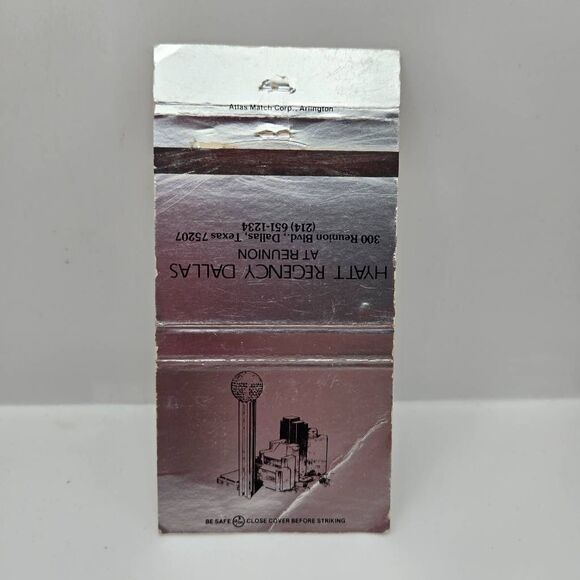 Atlas Match Corp., Arlington
HYATT REGENCY DALLAS
AT REUNION
300 Reunion Blvd., Dallas, Texas 75207
(214) 651-1234
BE SAFE CLOSE COVER BEFORE STRIKING